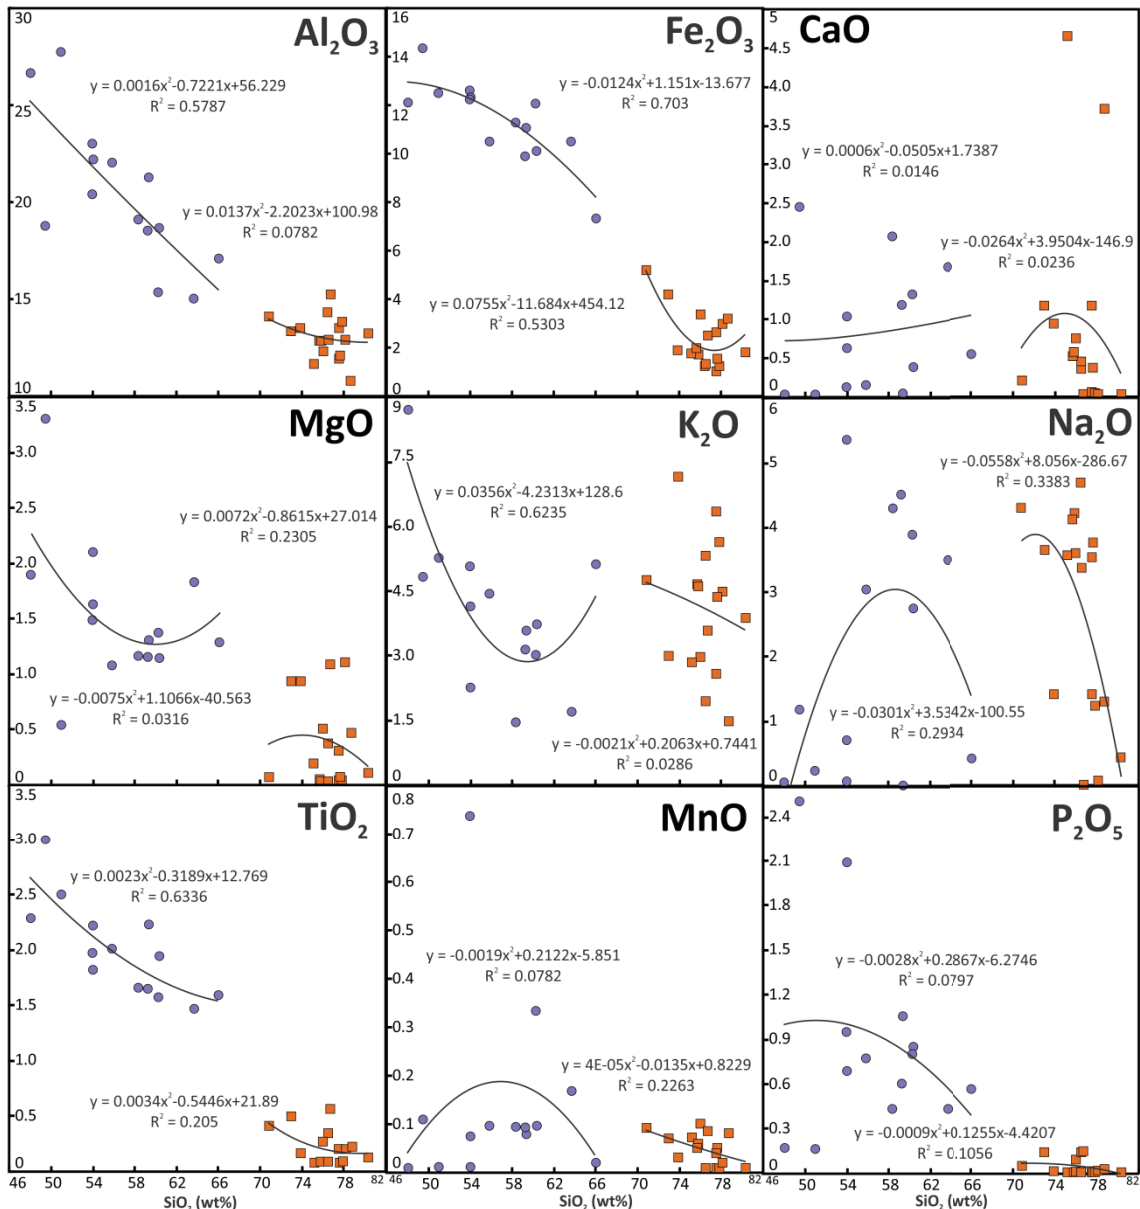 Al₂O₃
30
25
20
15
10
y = 0.0016x²-0.7221x+56.229
R² = 0.5787
y = 0.0137x²-2.2023x+100.98
R² = 0.0782
Fe₂O₃
16
14
12
10
8
6
4
2
0
y = -0.0124x²+1.151x-13.677
R² = 0.703
y = 0.0755x²-11.684x+454.12
R² = 0.5303
CaO
5
4.5
4.0
3.5
3.0
2.5
2.0
1.5
1.0
0.5
0
y = 0.0006x²-0.0505x+1.7387
R² = 0.0146
y = -0.0264x²+3.9504x-146.9
R² = 0.0236
MgO
3.5
3.0
2.5
2.0
1.5
1.0
0.5
0
y = 0.0072x²-0.8615x+27.014
R² = 0.2305
y = -0.0075x²+1.1066x-40.563
R² = 0.0316
K₂O
9
7.5
6.0
4.5
3.0
1.5
0
y = 0.0356x²-4.2313x+128.6
R² = 0.6235
y = -0.0021x²+0.2063x+0.7441
R² = 0.0286
Na₂O
6
5
4
3
2
1
0
y = -0.0558x²+8.056x-286.67
R² = 0.3383
y = -0.0301x²+3.5342x-100.55
R² = 0.2934
TiO₂
3.5
3.0
2.5
2.0
1.5
1.0
0.5
0
y = 0.0023x²-0.3189x+12.769
R² = 0.6336
y = 0.0034x²-0.5446x+21.89
R² = 0.205
46 50 54 58 62 66 70 74 78 82
SiO₂ (wt%)
MnO
0.8
0.7
0.6
0.5
0.4
0.3
0.2
0.1
0
y = -0.0019x²+0.2122x-5.851
R² = 0.0782
y = 4E-05x²-0.0135x+0.8229
R² = 0.2263
46 50 54 58 62 66 70 74 78 82
SiO₂ (wt%)
P₂O₅
2.4
2.1
1.8
1.5
1.2
0.9
0.6
0.3
0
y = -0.0028x²+0.2867x-6.2746
R² = 0.0797
y = -0.0009x²+0.1255x-4.4207
R² = 0.1056
46 50 54 58 62 66 70 74 78 82
SiO₂ (wt%)